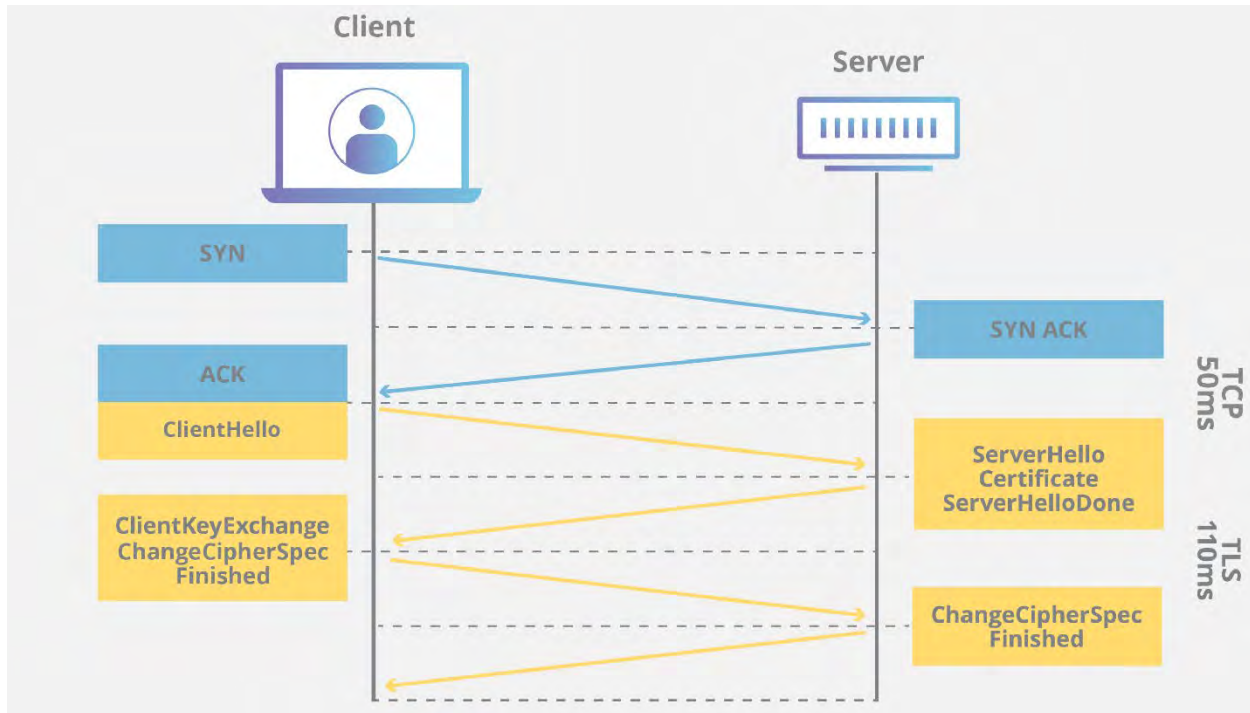 Client
Server
SYN
SYN ACK
ACK
ClientHello
TCP
50ms
ServerHello
Certificate
ServerHelloDone
ClientKeyExchange
ChangeCipherSpec
Finished
TLS
110ms
ChangeCipherSpec
Finished